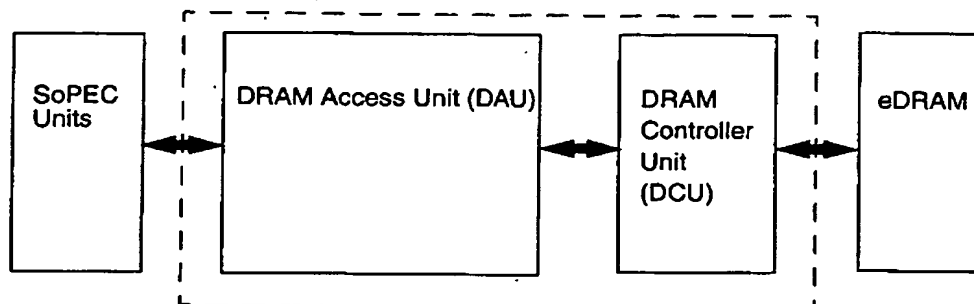 SoPEC
Units
DRAM Access Unit (DAU)
DRAM
Controller
Unit
(DCU)
eDRAM